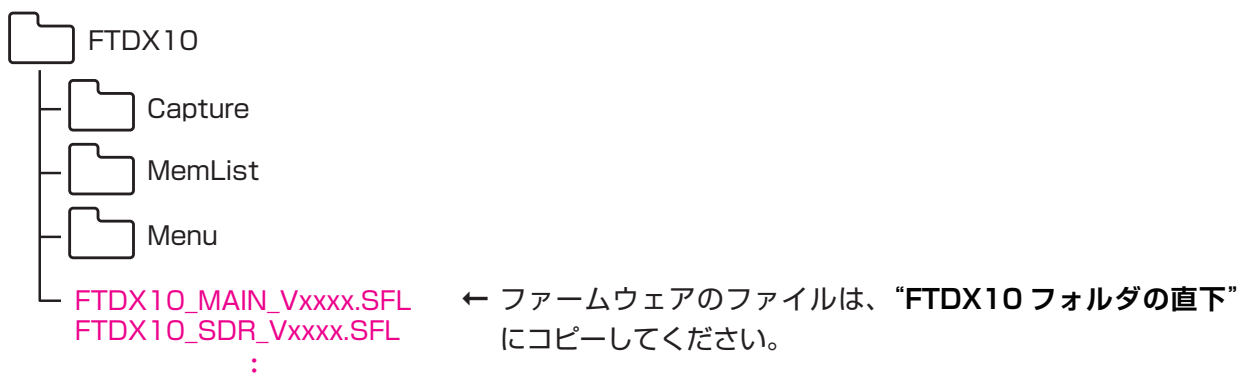 FTDX10
Capture
MemList
Menu
FTDX10_MAIN_Vxxxx.SFL ← ファームウェアのファイルは、“FTDX10 フォルダの直下”
FTDX10_SDR_Vxxxx.SFL にコピーしてください。
: